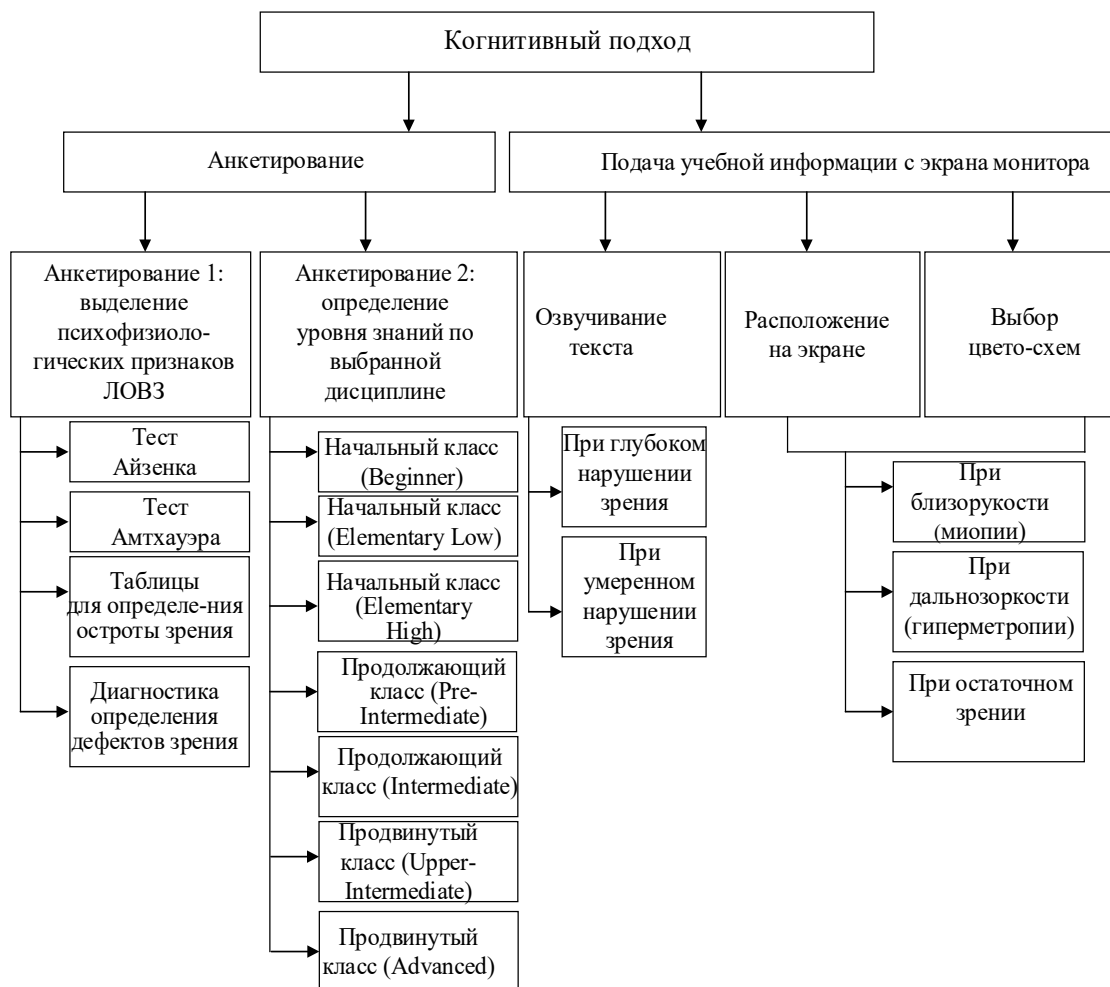 Когнитивный подход
Анкетирование
Подача учебной информации с экрана монитора
Анкетирование 1:
выделение
психофизиоло-
гических признаков
ЛОВЗ
Анкетирование 2:
определение
уровня знаний по
выбранной
дисциплине
Озвучивание
текста
Расположение
на экране
Выбор
цвето-схем
Тест
Айзенка
Тест
Амтхауэра
Таблицы
для определе-ния
остроты зрения
Диагностика
определения
дефектов зрения
Начальный класс
(Beginner)
Начальный класс
(Elementary Low)
Начальный класс
(Elementary
High)
Продолжающий
класс (Pre-
Intermediate)
Продолжающий
класс (Intermediate)
Продвинутый
класс (Upper-
Intermediate)
Продвинутый
класс (Advanced)
При глубоком
нарушении
зрения
При
умеренном
нарушении
зрения
При
близорукости
(миопии)
При
дальнозоркости
(гиперметропии)
При остаточном
зрении